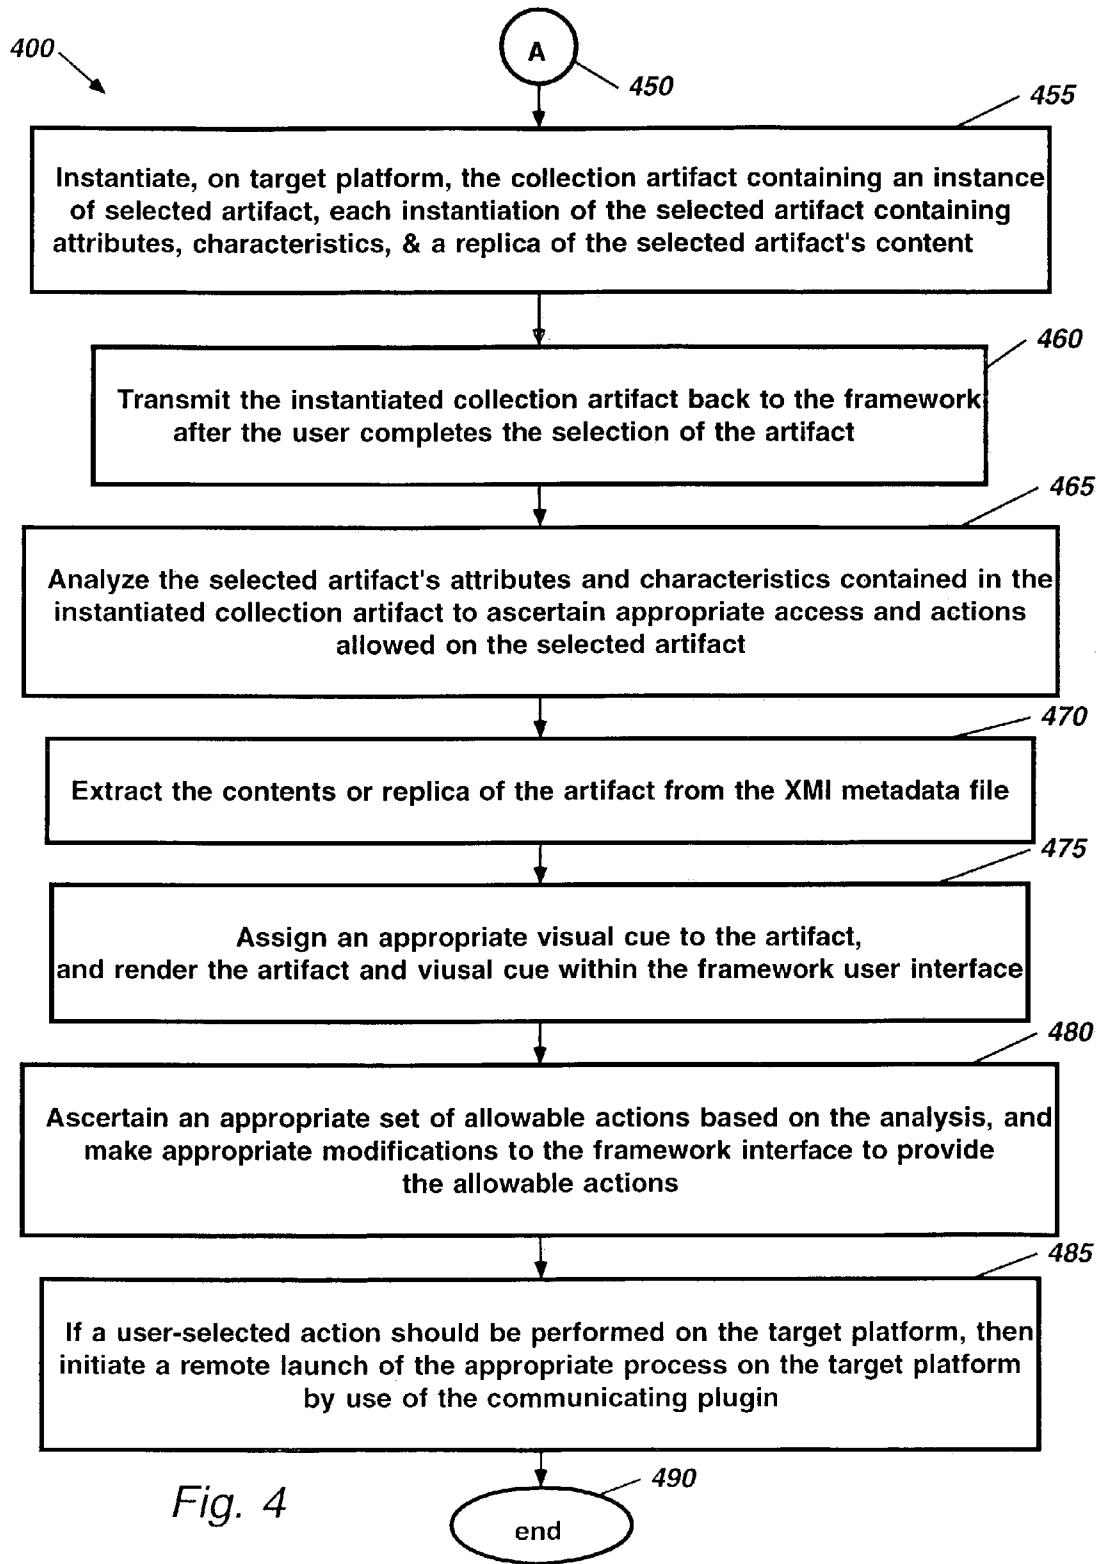 400
A
450
455
Instantiate, on target platform, the collection artifact containing an instance
of selected artifact, each instantiation of the selected artifact containing
attributes, characteristics, & a replica of the selected artifact's content
460
Transmit the instantiated collection artifact back to the framework
after the user completes the selection of the artifact
465
Analyze the selected artifact's attributes and characteristics contained in the
instantiated collection artifact to ascertain appropriate access and actions
allowed on the selected artifact
470
Extract the contents or replica of the artifact from the XMI metadata file
475
Assign an appropriate visual cue to the artifact,
and render the artifact and viusal cue within the framework user interface
480
Ascertain an appropriate set of allowable actions based on the analysis, and
make appropriate modifications to the framework interface to provide
the allowable actions
485
If a user-selected action should be performed on the target platform, then
initiate a remote launch of the appropriate process on the target platform
by use of the communicating plugin
490
Fig. 4
end